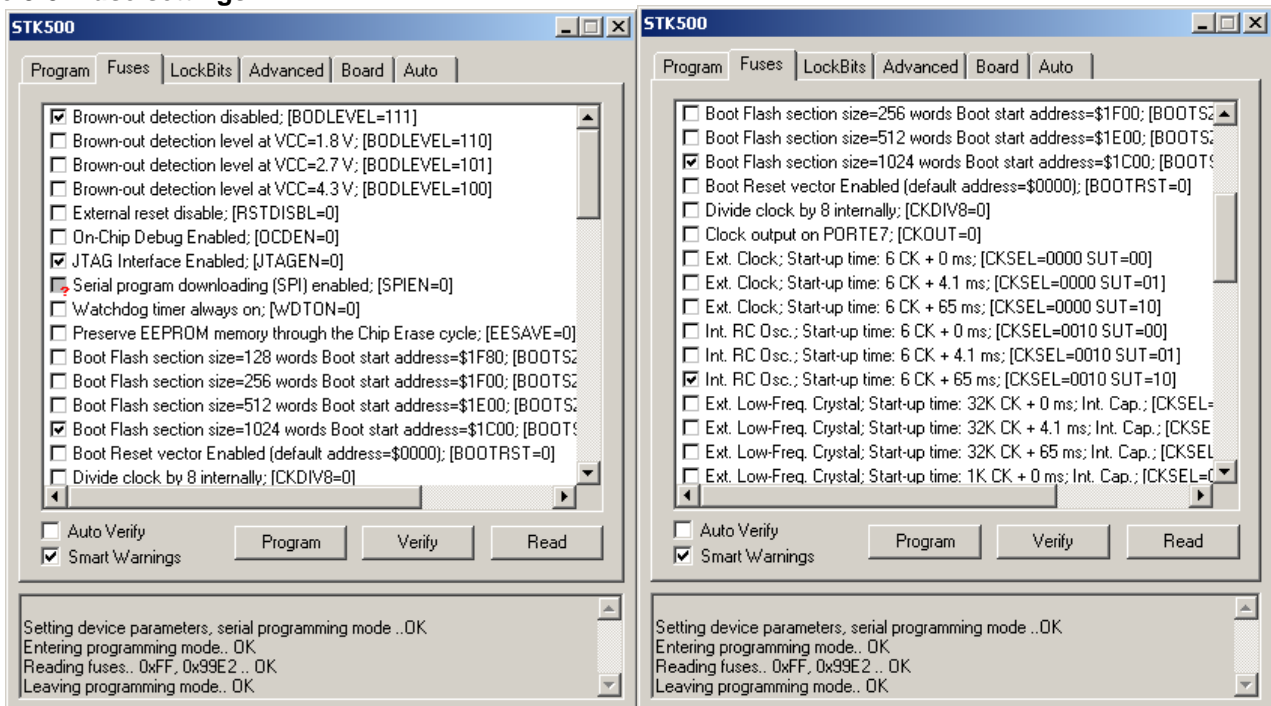 STK500
Program Fuses LockBits Advanced Board Auto
Brown-out detection disabled; [BODLEVEL=111]
Brown-out detection level at VCC=1.8 V; [BODLEVEL=110]
Brown-out detection level at VCC=2.7 V; [BODLEVEL=101]
Brown-out detection level at VCC=4.3 V; [BODLEVEL=100]
External reset disable; [RSTDISBL=0]
On-Chip Debug Enabled; [OCDEN=0]
JTAG Interface Enabled; [JTAGEN=0]
? Serial program downloading (SPI) enabled; [SPIEN=0]
Watchdog timer always on; [WDTON=0]
Preserve EEPROM memory through the Chip Erase cycle; [EESAVE=0]
Boot Flash section size=128 words Boot start address=$1F80; [BOOTSZ
Boot Flash section size=256 words Boot start address=$1F00; [BOOTSZ
Boot Flash section size=512 words Boot start address=$1E00; [BOOTSZ
Boot Flash section size=1024 words Boot start address=$1C00; [BOOTS
Boot Reset vector Enabled (default address=$0000); [BOOTRST=0]
Divide clock by 8 internally; [CKDIV8=0]
Auto Verify
Smart Warnings
Program Verify Read
Setting device parameters, serial programming mode ..OK
Entering programming mode.. OK
Reading fuses.. 0xFF, 0x99E2 .. OK
Leaving programming mode.. OK
STK500
Program Fuses LockBits Advanced Board Auto
Boot Flash section size=256 words Boot start address=$1F00; [BOOTSZ
Boot Flash section size=512 words Boot start address=$1E00; [BOOTSZ
Boot Flash section size=1024 words Boot start address=$1C00; [BOOTS
Boot Reset vector Enabled (default address=$0000); [BOOTRST=0]
Divide clock by 8 internally; [CKDIV8=0]
Clock output on PORTE7; [CKOUT=0]
Ext. Clock; Start-up time: 6 CK + 0 ms; [CKSEL=0000 SUT=00]
Ext. Clock; Start-up time: 6 CK + 4.1 ms; [CKSEL=0000 SUT=01]
Ext. Clock; Start-up time: 6 CK + 65 ms; [CKSEL=0000 SUT=10]
Int. RC Osc.; Start-up time: 6 CK + 0 ms; [CKSEL=0010 SUT=00]
Int. RC Osc.; Start-up time: 6 CK + 4.1 ms; [CKSEL=0010 SUT=01]
Int. RC Osc.; Start-up time: 6 CK + 65 ms; [CKSEL=0010 SUT=10]
Ext. Low-Freq. Crystal; Start-up time: 32K CK + 0 ms; Int. Cap.; [CKSEL=
Ext. Low-Freq. Crystal; Start-up time: 32K CK + 4.1 ms; Int. Cap.; [CKSE
Ext. Low-Freq. Crystal; Start-up time: 32K CK + 65 ms; Int. Cap.; [CKSEL
Ext. Low-Freq. Crystal; Start-up time: 1K CK + 0 ms; Int. Cap.; [CKSEL=0
Auto Verify
Smart Warnings
Program Verify Read
Setting device parameters, serial programming mode ..OK
Entering programming mode.. OK
Reading fuses.. 0xFF, 0x99E2 .. OK
Leaving programming mode.. OK